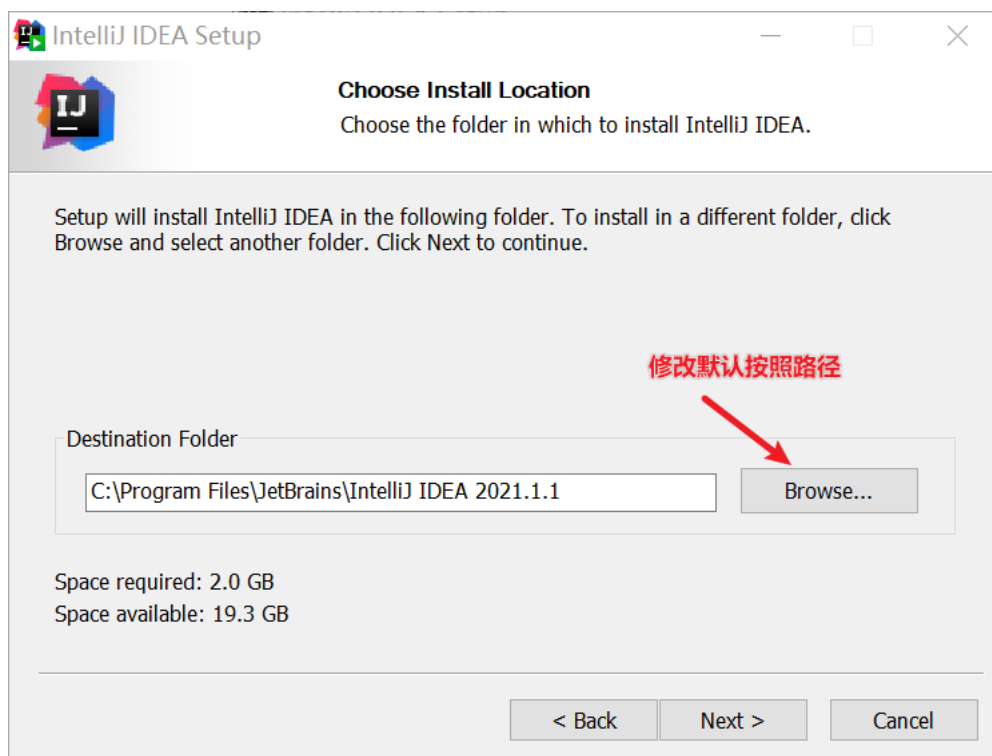 IntelliJ IDEA Setup
IJ
Choose Install Location
Choose the folder in which to install IntelliJ IDEA.
Setup will install IntelliJ IDEA in the following folder. To install in a different folder, click
Browse and select another folder. Click Next to continue.
修改默认按照路径
Destination Folder
C:\Program Files\JetBrains\IntelliJ IDEA 2021.1.1
Browse...
Space required: 2.0 GB
Space available: 19.3 GB
< Back
Next >
Cancel